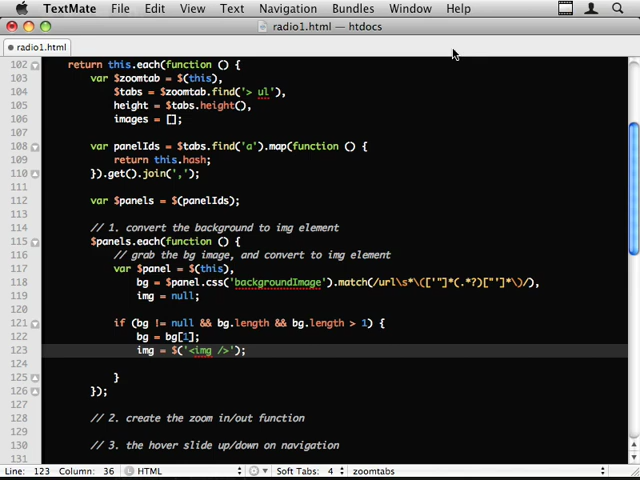 TextMate File Edit View Text Navigation Bundles Window Help
radio1.html — htdocs
radio1.html
102 return this.each(function () {
103 var $zoomtab = $(this),
104 $tabs = $zoomtab.find('> ul'),
105 height = $tabs.height(),
106 images = [];
107
108 var panelIds = $tabs.find('a').map(function () {
109 return this.hash;
110 }).get().join(',');
111
112 var $panels = $(panelIds);
113
114 // 1. convert the background to img element
115 $panels.each(function () {
116 // grab the bg image, and convert to img element
117 var $panel = $(this),
118 bg = $panel.css('backgroundImage').match(/url\s*\(['"]*(.*?)["']*\)/),
119 img = null;
120
121 if (bg != null && bg.length && bg.length > 1) {
122 bg = bg[1];
123 img = $('<img />');
124
125 }
126 });
127
128 // 2. create the zoom in/out function
129
130 // 3. the hover slide up/down on navigation
131
Line: 123 Column: 36 L HTML Soft Tabs: 4 zoomtabs